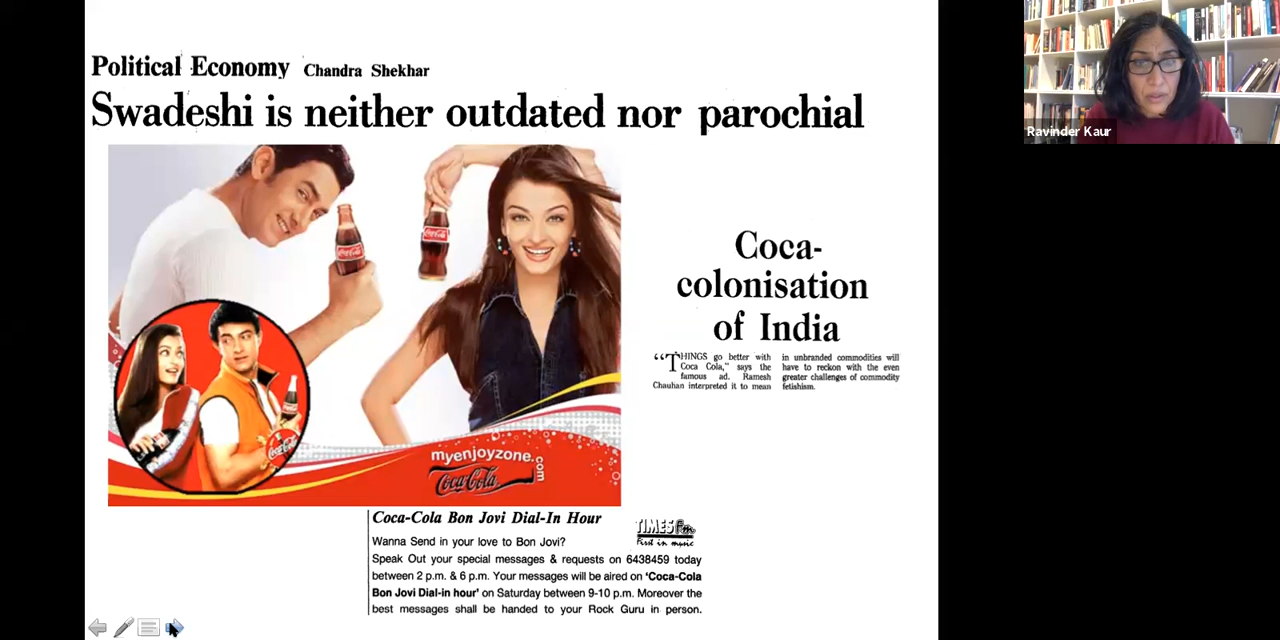 Political Economy Chandra Shekhar
Swadeshi is neither outdated nor parochial
Ravinder Kaur
Coca-
colonisation
of India
“THINGS go better with
Coca Cola,” says the
famous ad. Ramesh
Chauhan interpreted it to mean
in unbranded commodities will
have to reckon with the even
greater challenges of commodity
fetishism.
Coca-Cola
Coca-Cola
myenjoyzone.com
Coca-Cola
Coca-Cola Bon Jovi Dial-In Hour
TIMES fm
First in music
Wanna Send in your love to Bon Jovi?
Speak Out your special messages & requests on 6438459 today
between 2 p.m. & 6 p.m. Your messages will be aired on ‘Coca-Cola
Bon Jovi Dial-in hour’ on Saturday between 9-10 p.m. Moreover the
best messages shall be handed to your Rock Guru in person.